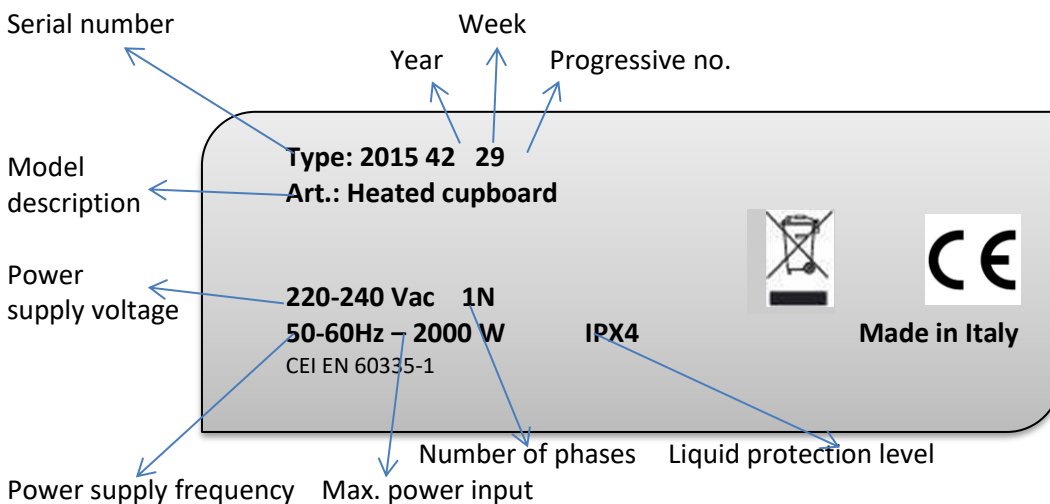 Serial number
Week
Year
Progressive no.
Type: 2015 42 29
Model
description
Art.: Heated cupboard
CE
Power
supply voltage
220-240 Vac 1N
50-60Hz – 2000 W IPX4 Made in Italy
CEI EN 60335-1
Number of phases Liquid protection level
Power supply frequency Max. power input